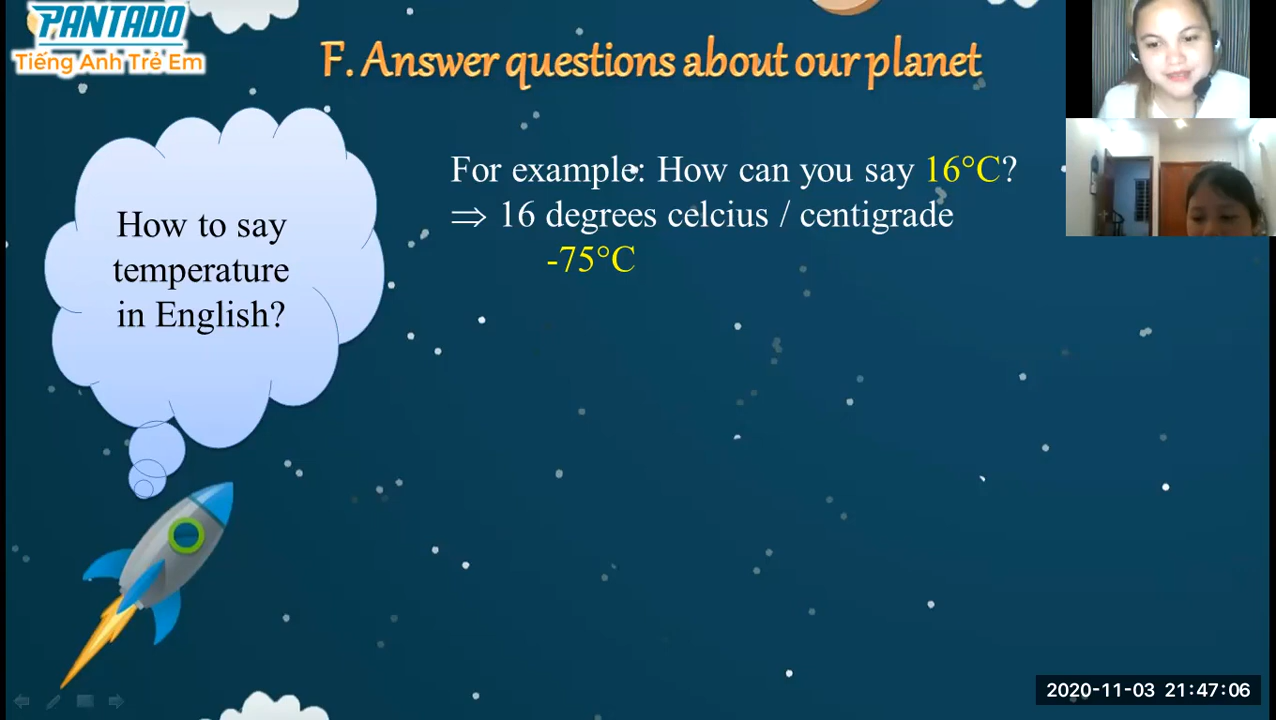 PANTADO
Tiếng Anh Trẻ Em
F. Answer questions about our planet
How to say
temperature
in English?
For example: How can you say 16°C?
⇒ 16 degrees celcius / centigrade
-75°C
2020-11-03 21:47:06